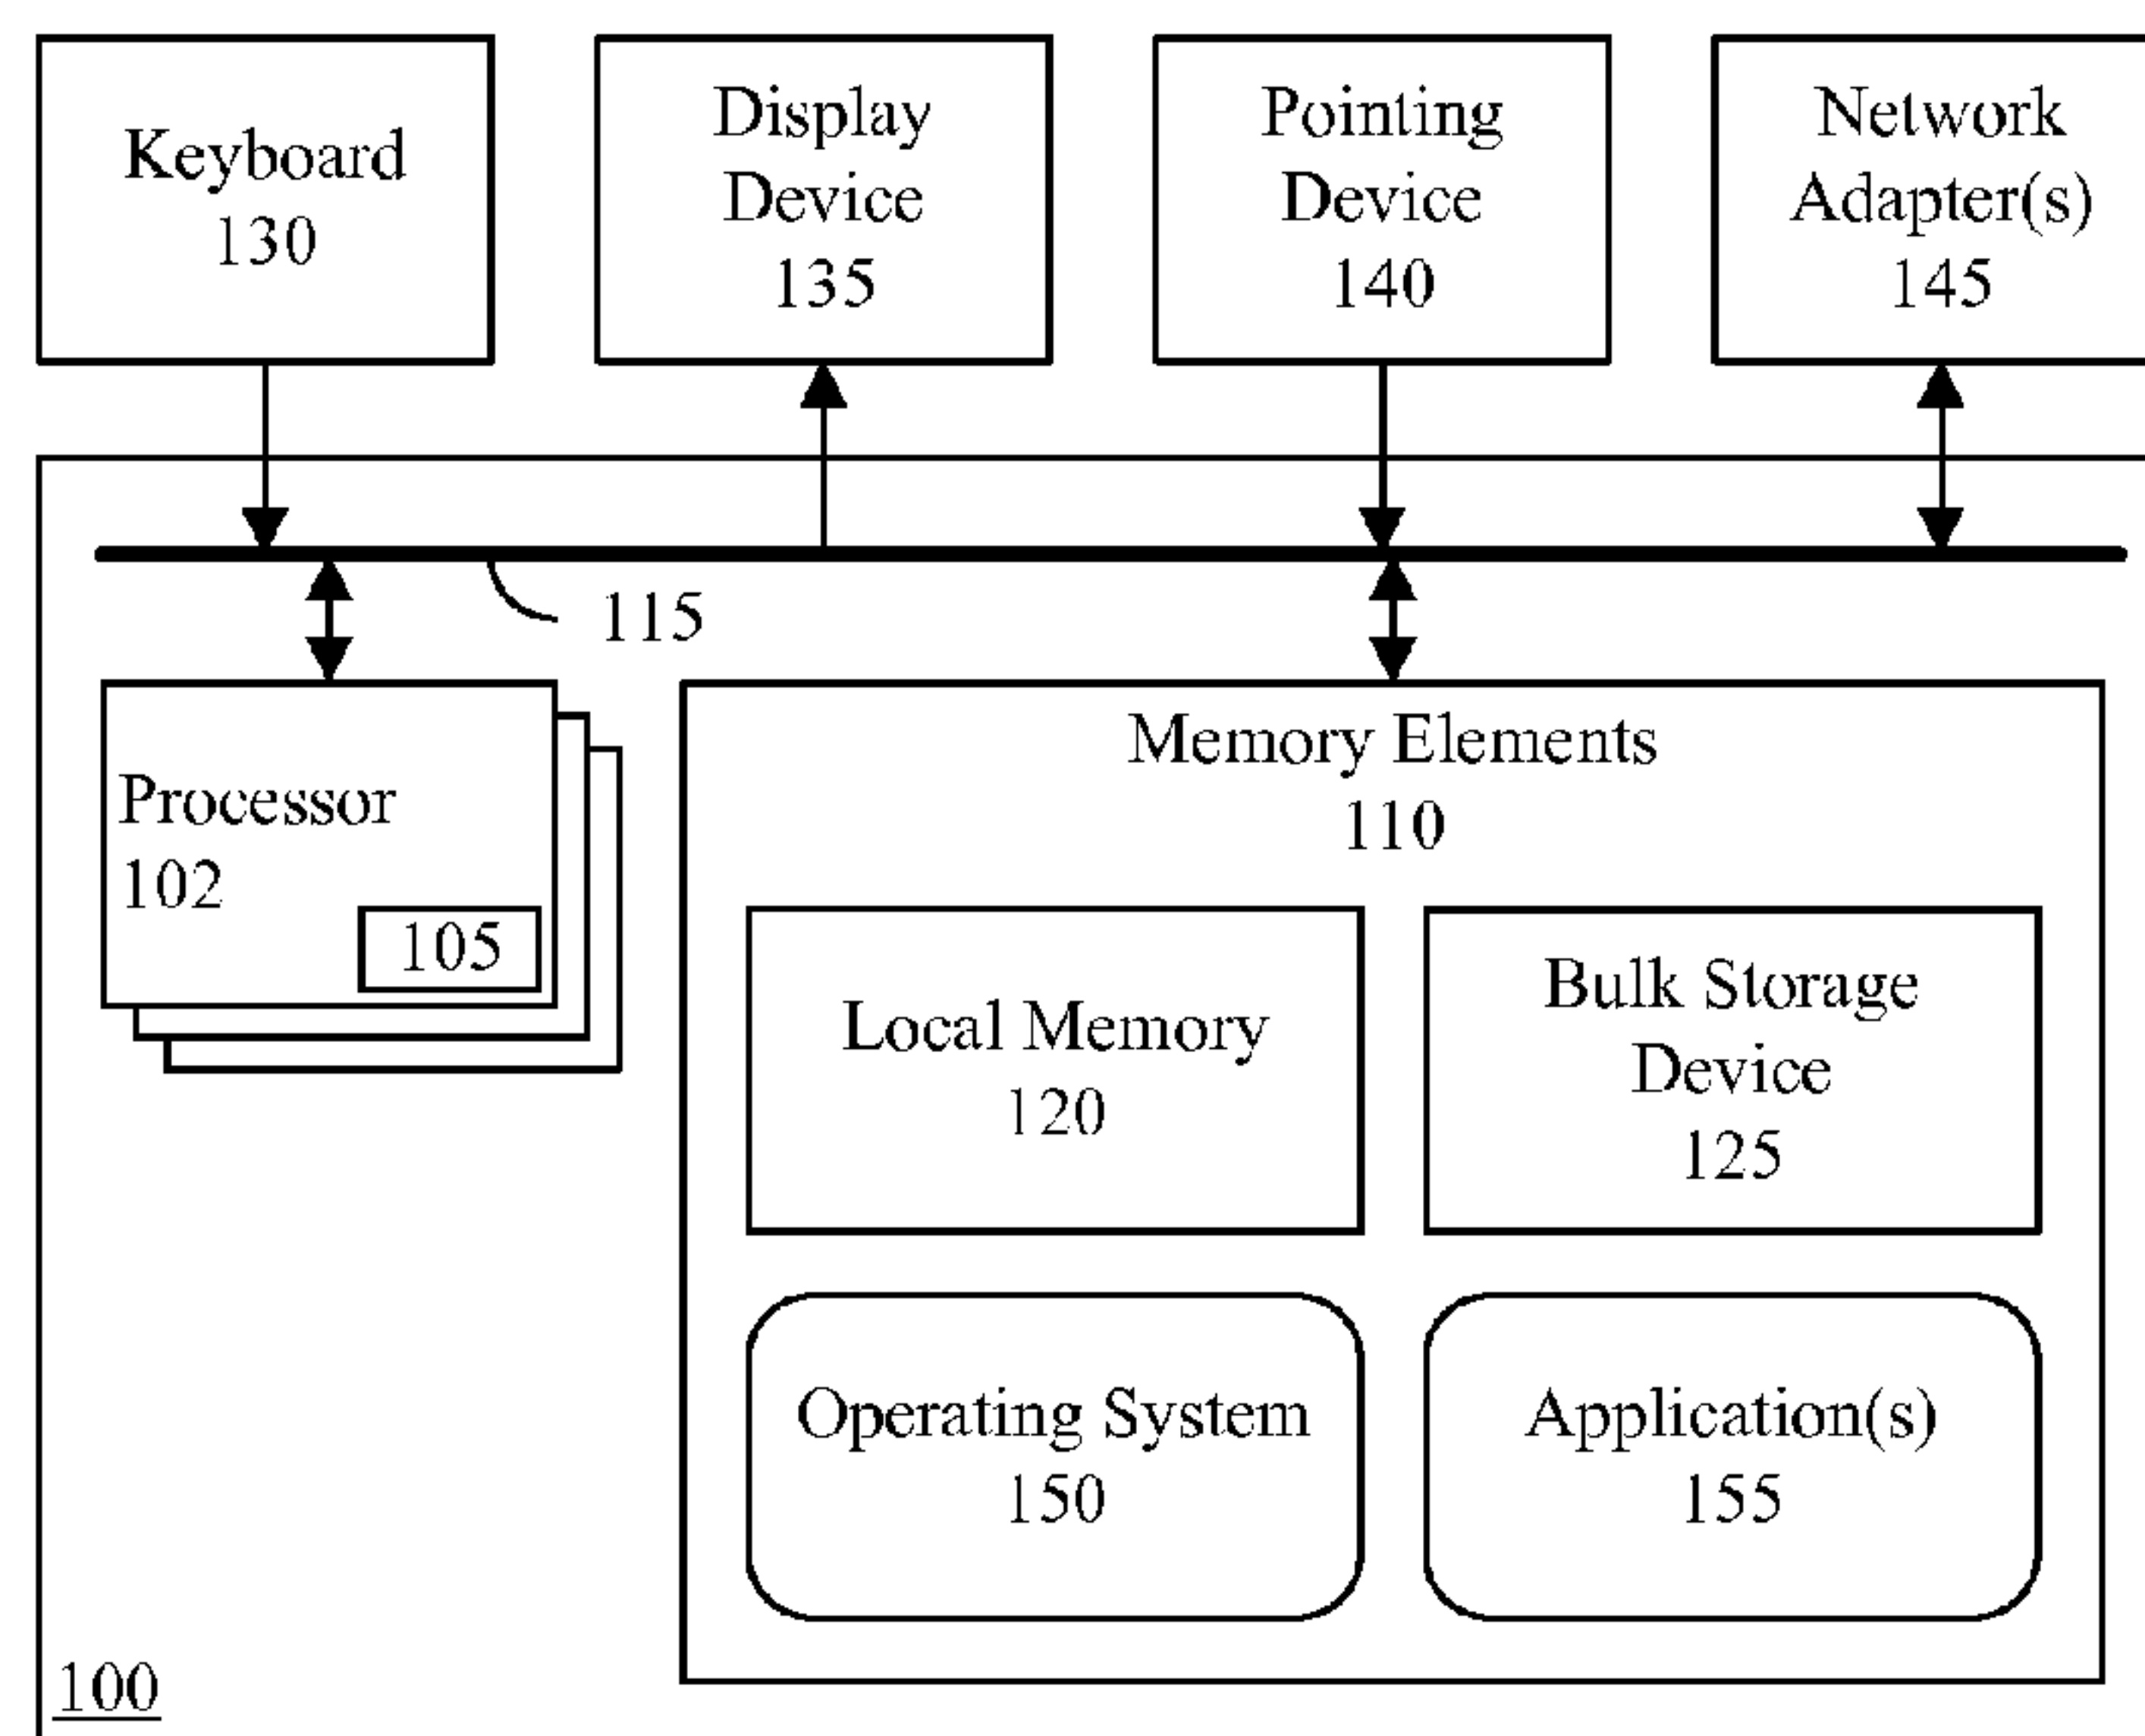 Keyboard
130
Display
Device
135
Pointing
Device
140
Network
Adapter(s)
145
115
Processor
102
105
Memory Elements
110
Local Memory
120
Bulk Storage
Device
125
Operating System
150
Application(s)
155
100